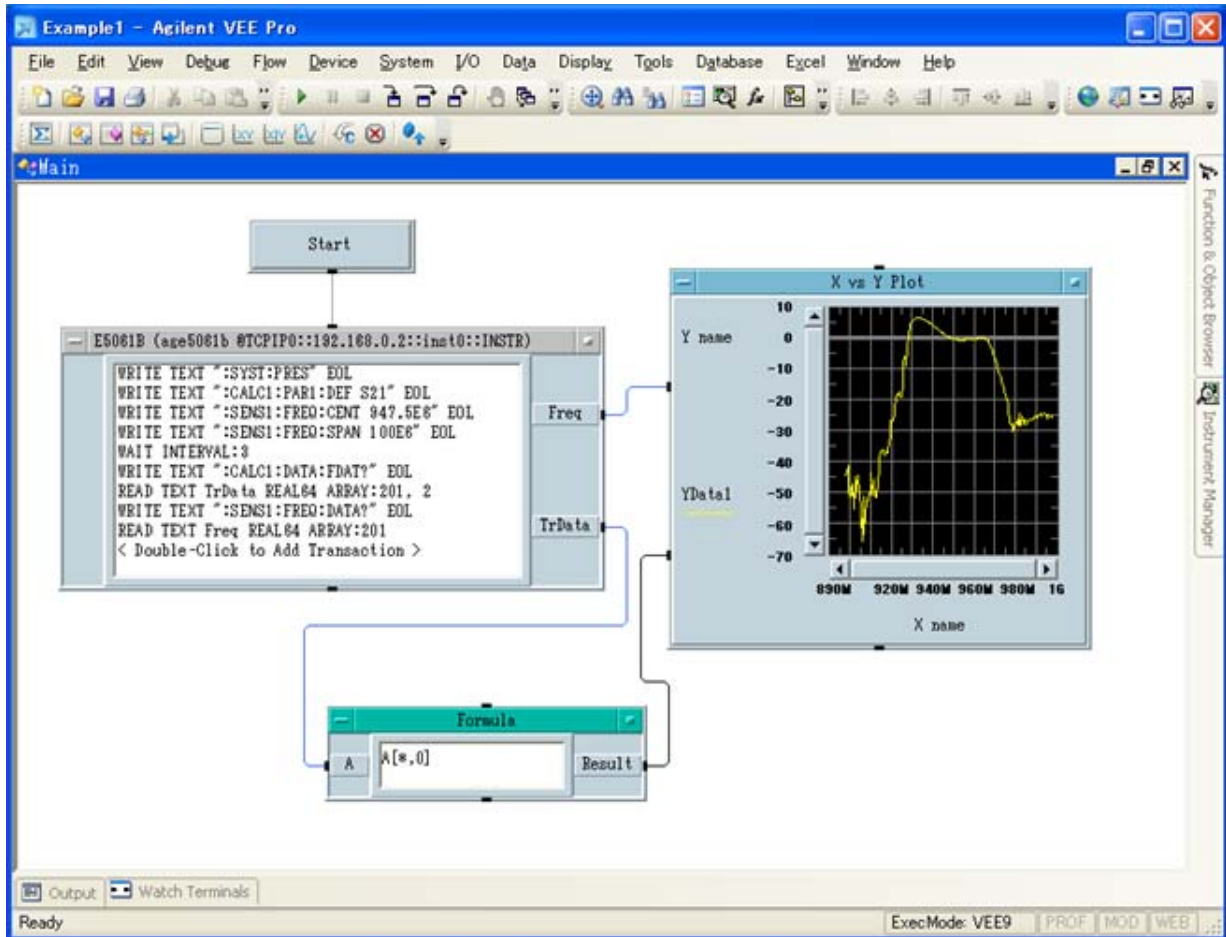 Example1 - Agilent VEE Pro
File Edit View Debug Flow Device System I/O Data Display Tools Database Excel Window Help
Main
Function & Object Browser
Instrument Manager
Start
E5061B (age5061b @TCPIP0::192.168.0.2::inst0::INSTR)
WRITE TEXT ":SYST:PRES" EOL
WRITE TEXT ":CALC1:PAR1:DEF S21" EOL
WRITE TEXT ":SENS1:FREQ:CENT 947.5E6" EOL
WRITE TEXT ":SENS1:FREQ:SPAN 100E6" EOL
WAIT INTERVAL:3
WRITE TEXT ":CALC1:DATA:FDAT?" EOL
READ TEXT TrData REAL64 ARRAY:201, 2
WRITE TEXT ":SENS1:FREQ:DATA?" EOL
READ TEXT Freq REAL64 ARRAY:201
< Double-Click to Add Transaction >
Freq
TrData
X vs Y Plot
Y name
YData1
10
0
-10
-20
-30
-40
-50
-60
-70
890M 920M 940M 960M 980M 1G
X name
Formula
A
A[*,0]
Result
Output Watch Terminals
Ready
ExecMode: VEE9 PROF MOD WEB